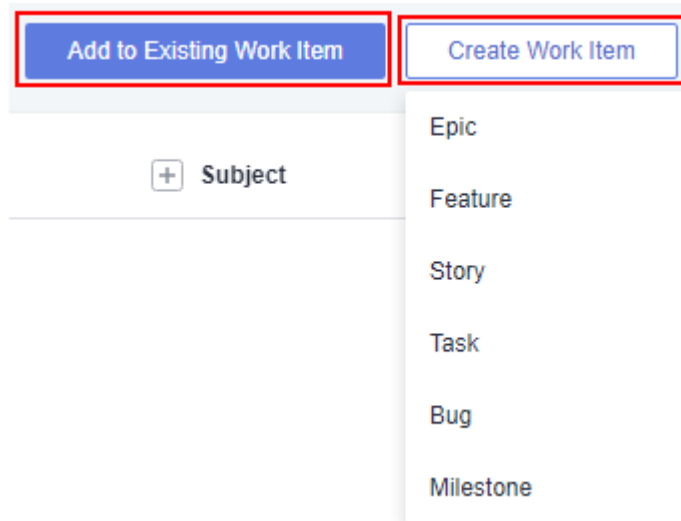 Add to Existing Work Item
Create Work Item
Epic
Subject
Feature
Story
Task
Bug
Milestone